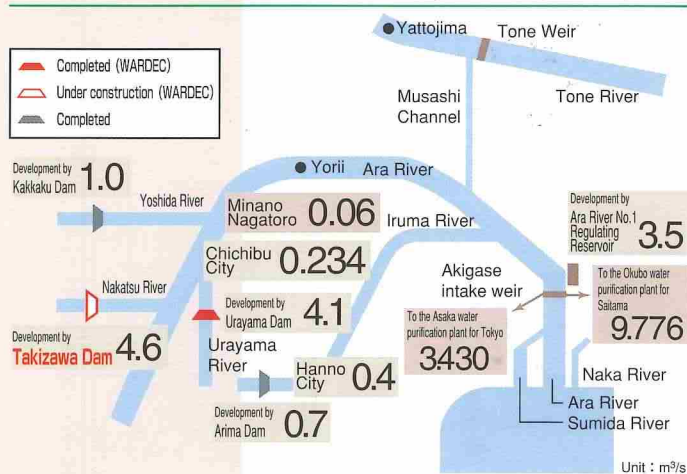 Yattojima
Tone Weir
Completed (WARDEC)
Under construction (WARDEC)
Completed
Tone River
Musashi
Channel
Development by
Kakkaku Dam 1.0
Yoshida River
Yorii
Ara River
Minano
Nagatoro 0.06
Iruma River
Development by
Ara River No.1
Regulating
Reservoir 3.5
Chichibu
City 0.234
Akigase
intake weir
Nakatsu River
Development by
Urayama Dam 4.1
To the Asaka water
purification plant for Tokyo
3.430
To the Okubo water
purification plant for
Saitama
9.776
Development by
Takizawa Dam 4.6
Urayama
River
Hanno
City 0.4
Naka River
Ara River
Sumida River
Development by
Arima Dam 0.7
Unit : m³/s